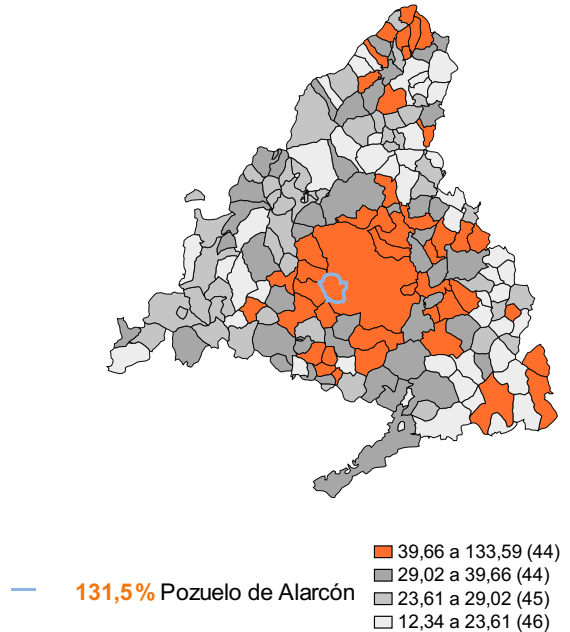 39,66 a 133,59 (44)
29,02 a 39,66 (44)
23,61 a 29,02 (45)
12,34 a 23,61 (46)
131,5% Pozuelo de Alarcón